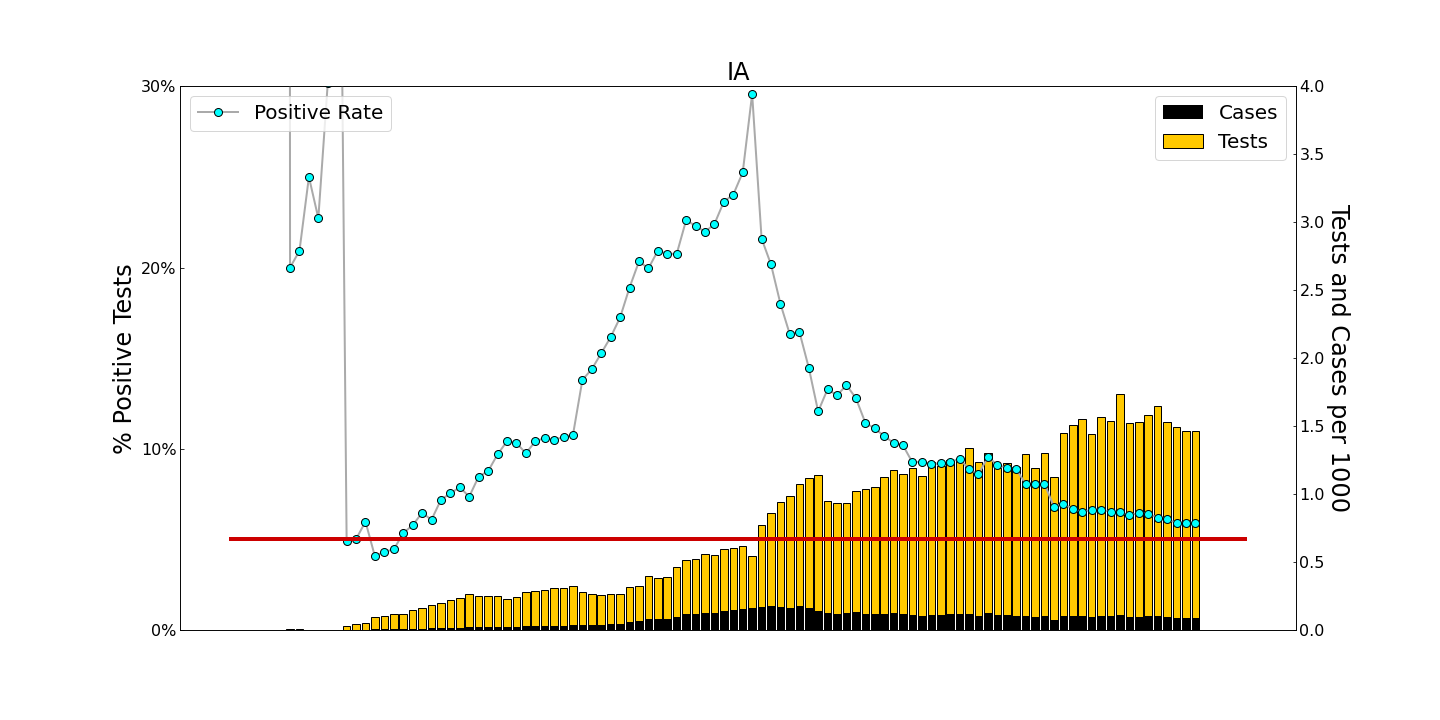 IA
Positive Rate
Cases
Tests
% Positive Tests
30%
20%
10%
0%
Tests and Cases per 1000
4.0
3.5
3.0
2.5
2.0
1.5
1.0
0.5
0.0